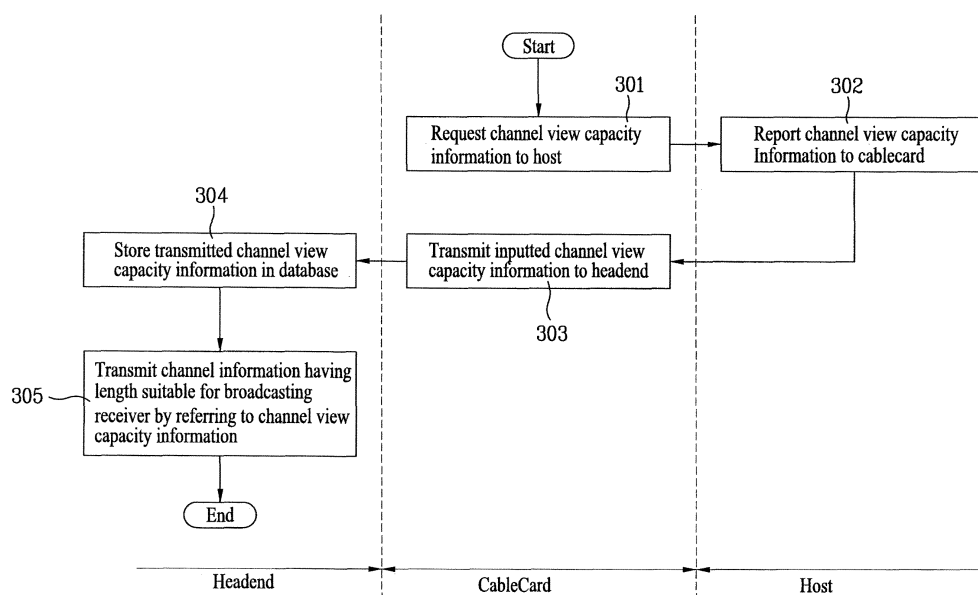 Start
301
Request channel view capacity
information to host
302
Report channel view capacity
Information to cablecard
304
Store transmitted channel view
capacity information in database
Transmit inputted channel view
capacity information to headend
303
305
Transmit channel information having
length suitable for broadcasting
receiver by referring to channel view
capacity information
End
Headend
CableCard
Host